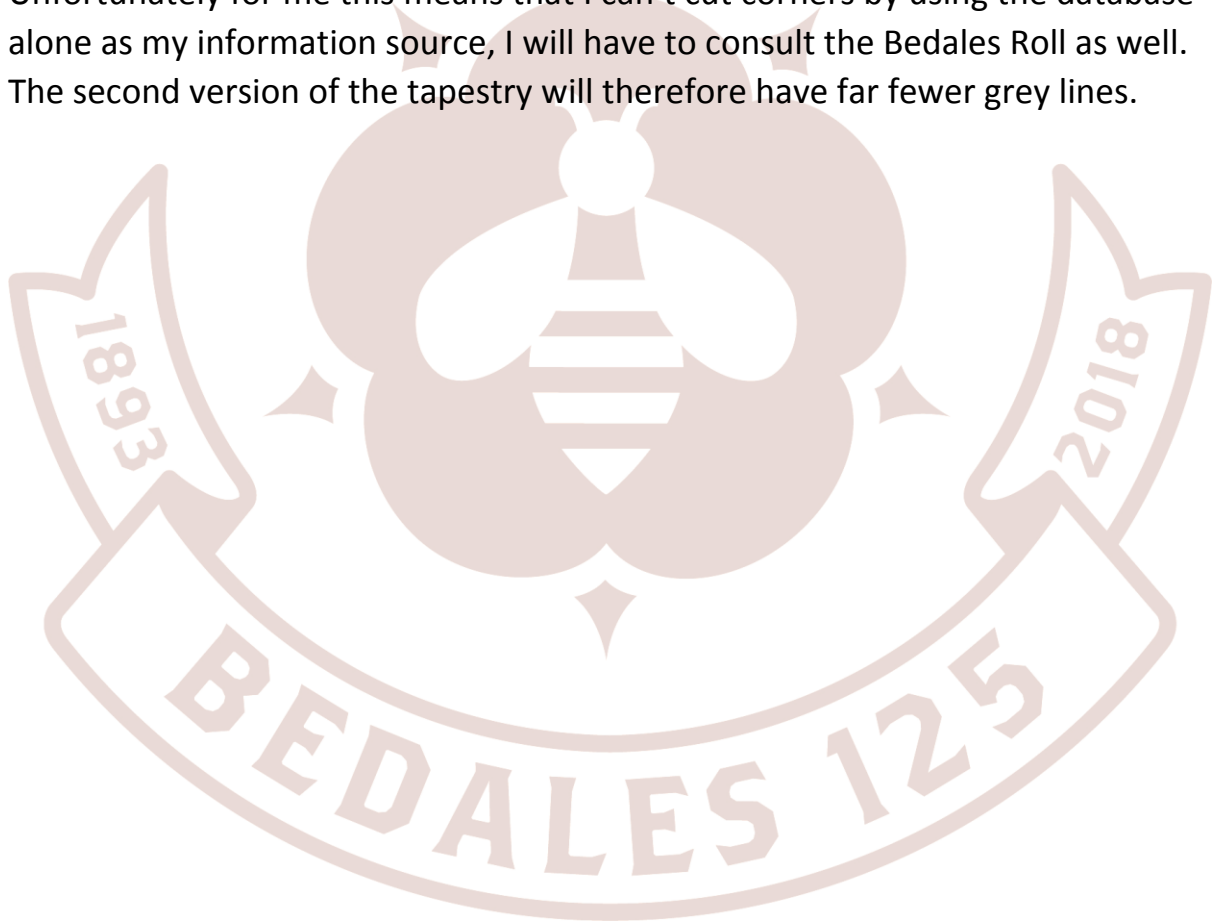 Unfortunately for me this means that I can't cut corners by using the database
alone as my information source, I will have to consult the Bedales Roll as well.
The second version of the tapestry will therefore have far fewer grey lines.
1893
2018
BEDALES 125